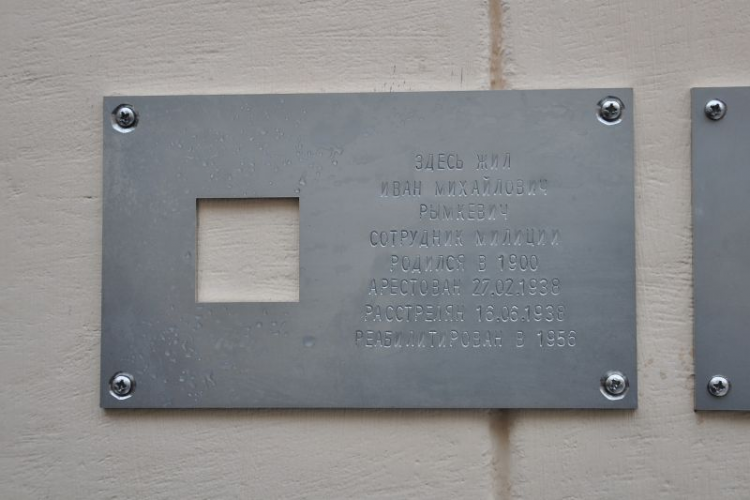 ЗДЕСЬ ЖИЛ
ИВАН МИХАЙЛОВИЧ
РЫМКЕВИЧ
СОТРУДНИК МИЛИЦИИ
РОДИЛСЯ В 1900
АРЕСТОВАН 27.02.1938
РАССТРЕЛЯН 16.06.1938
РЕАБИЛИТИРОВАН В 1956